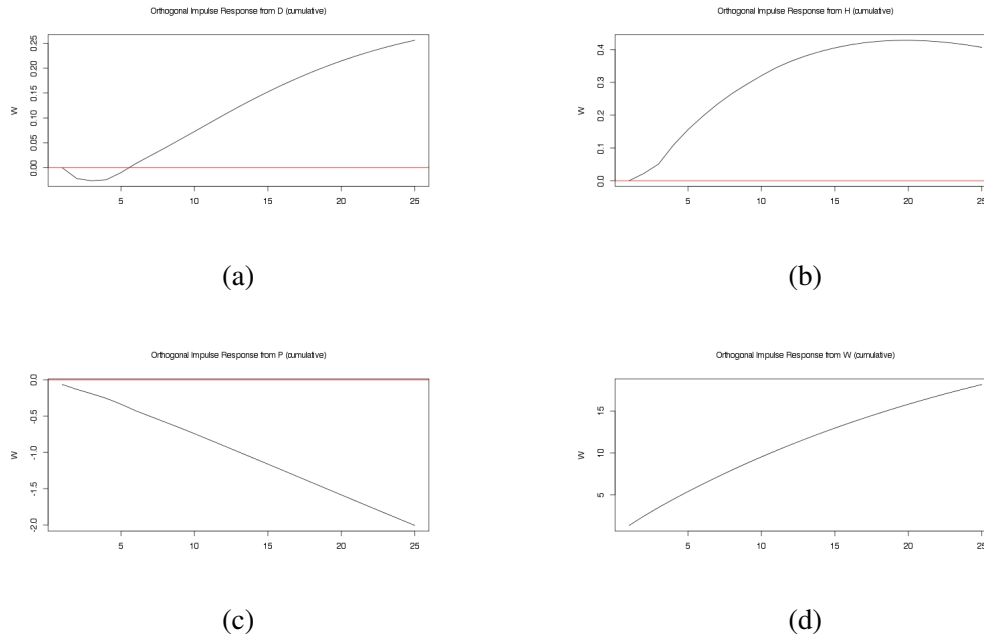 Orthogonal Impulse Response from D (cumulative)
W
0.25
0.20
0.15
0.10
0.05
0.00
5 10 15 20 25
(a)
Orthogonal Impulse Response from H (cumulative)
W
0.4
0.3
0.2
0.1
0.0
5 10 15 20 25
(b)
Orthogonal Impulse Response from P (cumulative)
W
0.0
-0.5
-1.0
-1.5
-2.0
5 10 15 20 25
(c)
Orthogonal Impulse Response from W (cumulative)
W
15
10
5
5 10 15 20 25
(d)